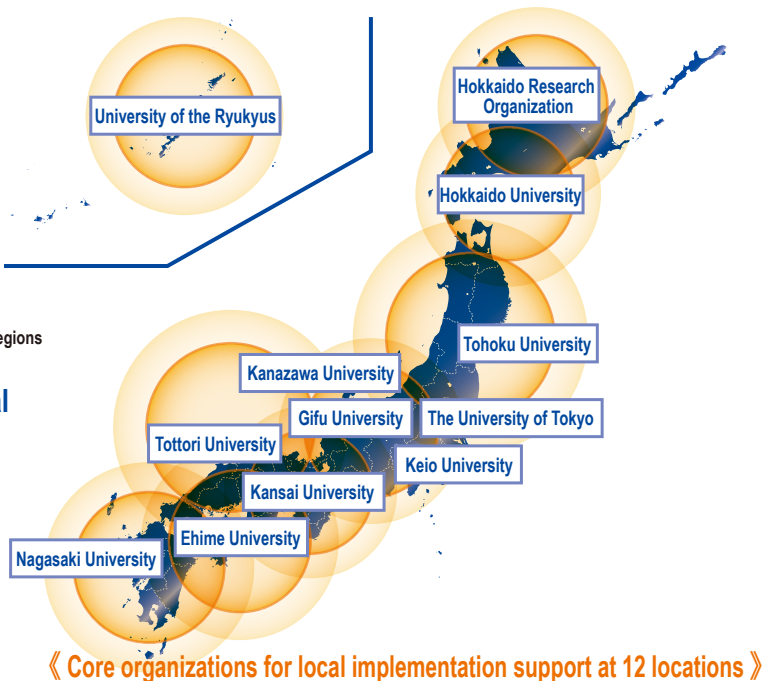 Hokkaido Research
Organization
University of the Ryukyus
Hokkaido University
egions
Tohoku University
Kanazawa University
al
Gifu University
The University of Tokyo
Tottori University
Keio University
Kansai University
Ehime University
Nagasaki University
《 Core organizations for local implementation support at 12 locations 》